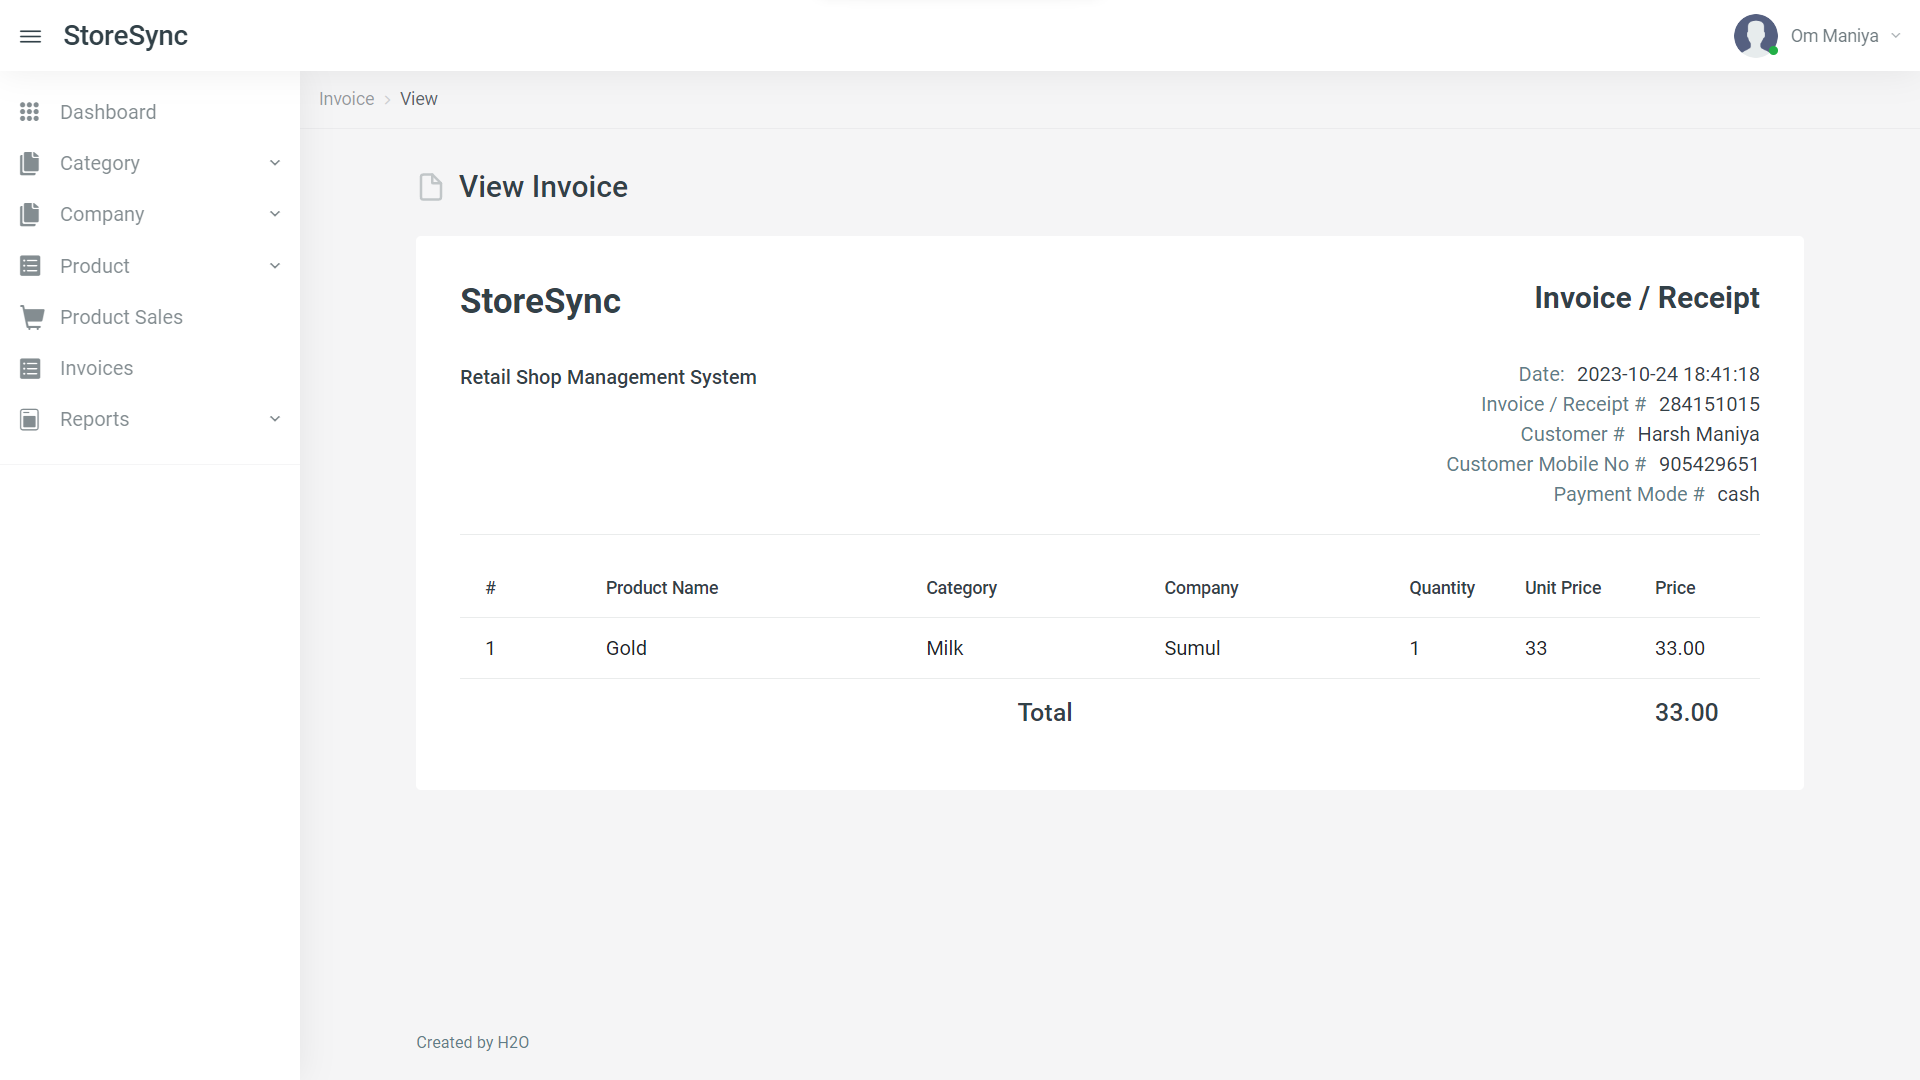 StoreSync
Om Maniya
Dashboard
Category
Company
Product
Product Sales
Invoices
Reports
Invoice > View
View Invoice
StoreSync
Invoice / Receipt
Retail Shop Management System
Date: 2023-10-24 18:41:18
Invoice / Receipt # 284151015
Customer # Harsh Maniya
Customer Mobile No # 905429651
Payment Mode # cash
# Product Name Category Company Quantity Unit Price Price
1 Gold Milk Sumul 1 33 33.00
Total 33.00
Created by H2O